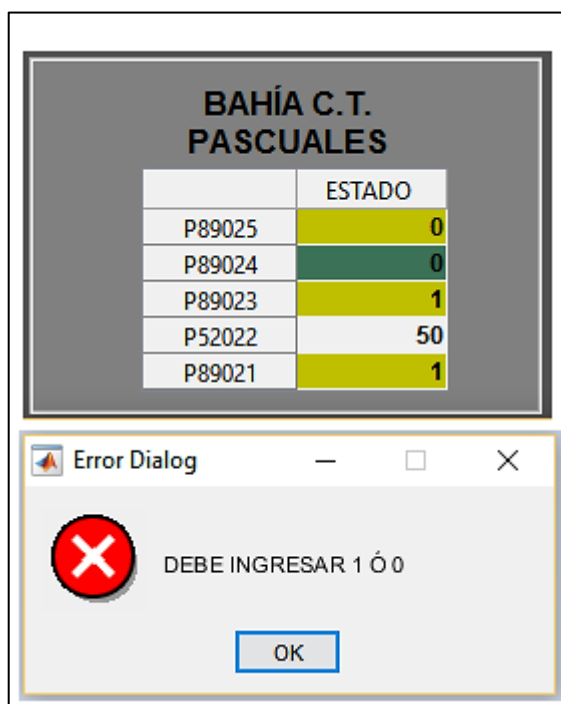 BAHÍA C.T.
PASCUALES
ESTADO
P89025 0
P89024 0
P89023 1
P52022 50
P89021 1
Error Dialog
DEBE INGRESAR 1 Ó 0
OK